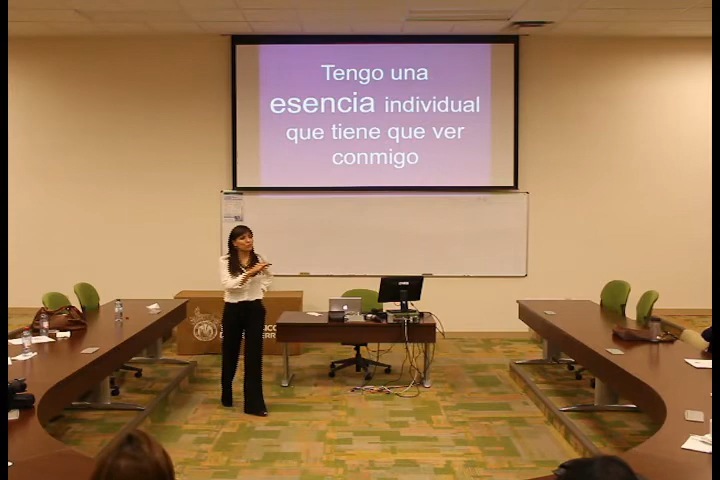 Tengo una
esencia individual
que tiene que ver
conmigo